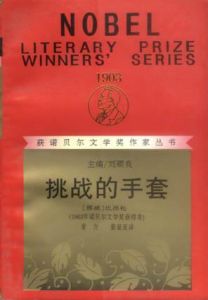 NOBEL
LITERARY PRIZE
WINNERS' SERIES
1903
获诺贝尔文学奖作家丛书
主编/刘硕良
挑战的手套
〔挪威〕比昂松
(1903年诺贝尔文学奖获得者)